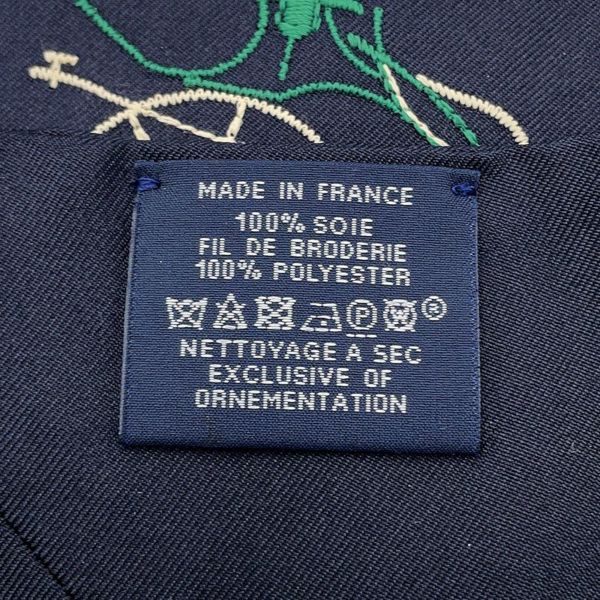 MADE IN FRANCE
100% SOIE
FIL DE BRODERIE
100% POLYESTER
P W ®
NETTOYAGE A SEC
EXCLUSIVE OF
ORNEMENTATION